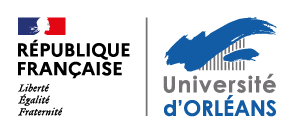 RÉPUBLIQUE
FRANÇAISE
Liberté
Égalité
Fraternité
Université
d'ORLÉANS